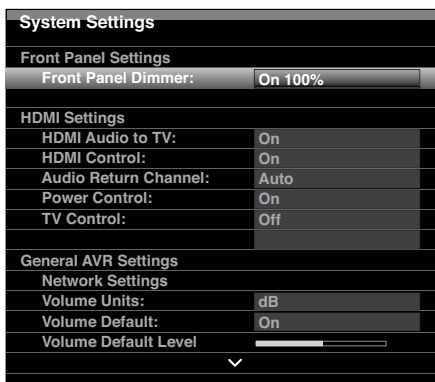 System Settings
Front Panel Settings
Front Panel Dimmer: On 100%
HDMI Settings
HDMI Audio to TV: On
HDMI Control: On
Audio Return Channel: Auto
Power Control: On
TV Control: Off
General AVR Settings
Network Settings
Volume Units: dB
Volume Default: On
Volume Default Level